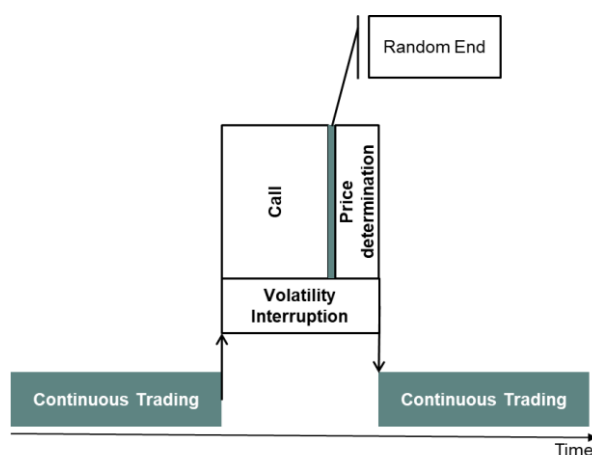 Random End
Call
Price
determination
Volatility
Interruption
Continuous Trading
Continuous Trading
Time